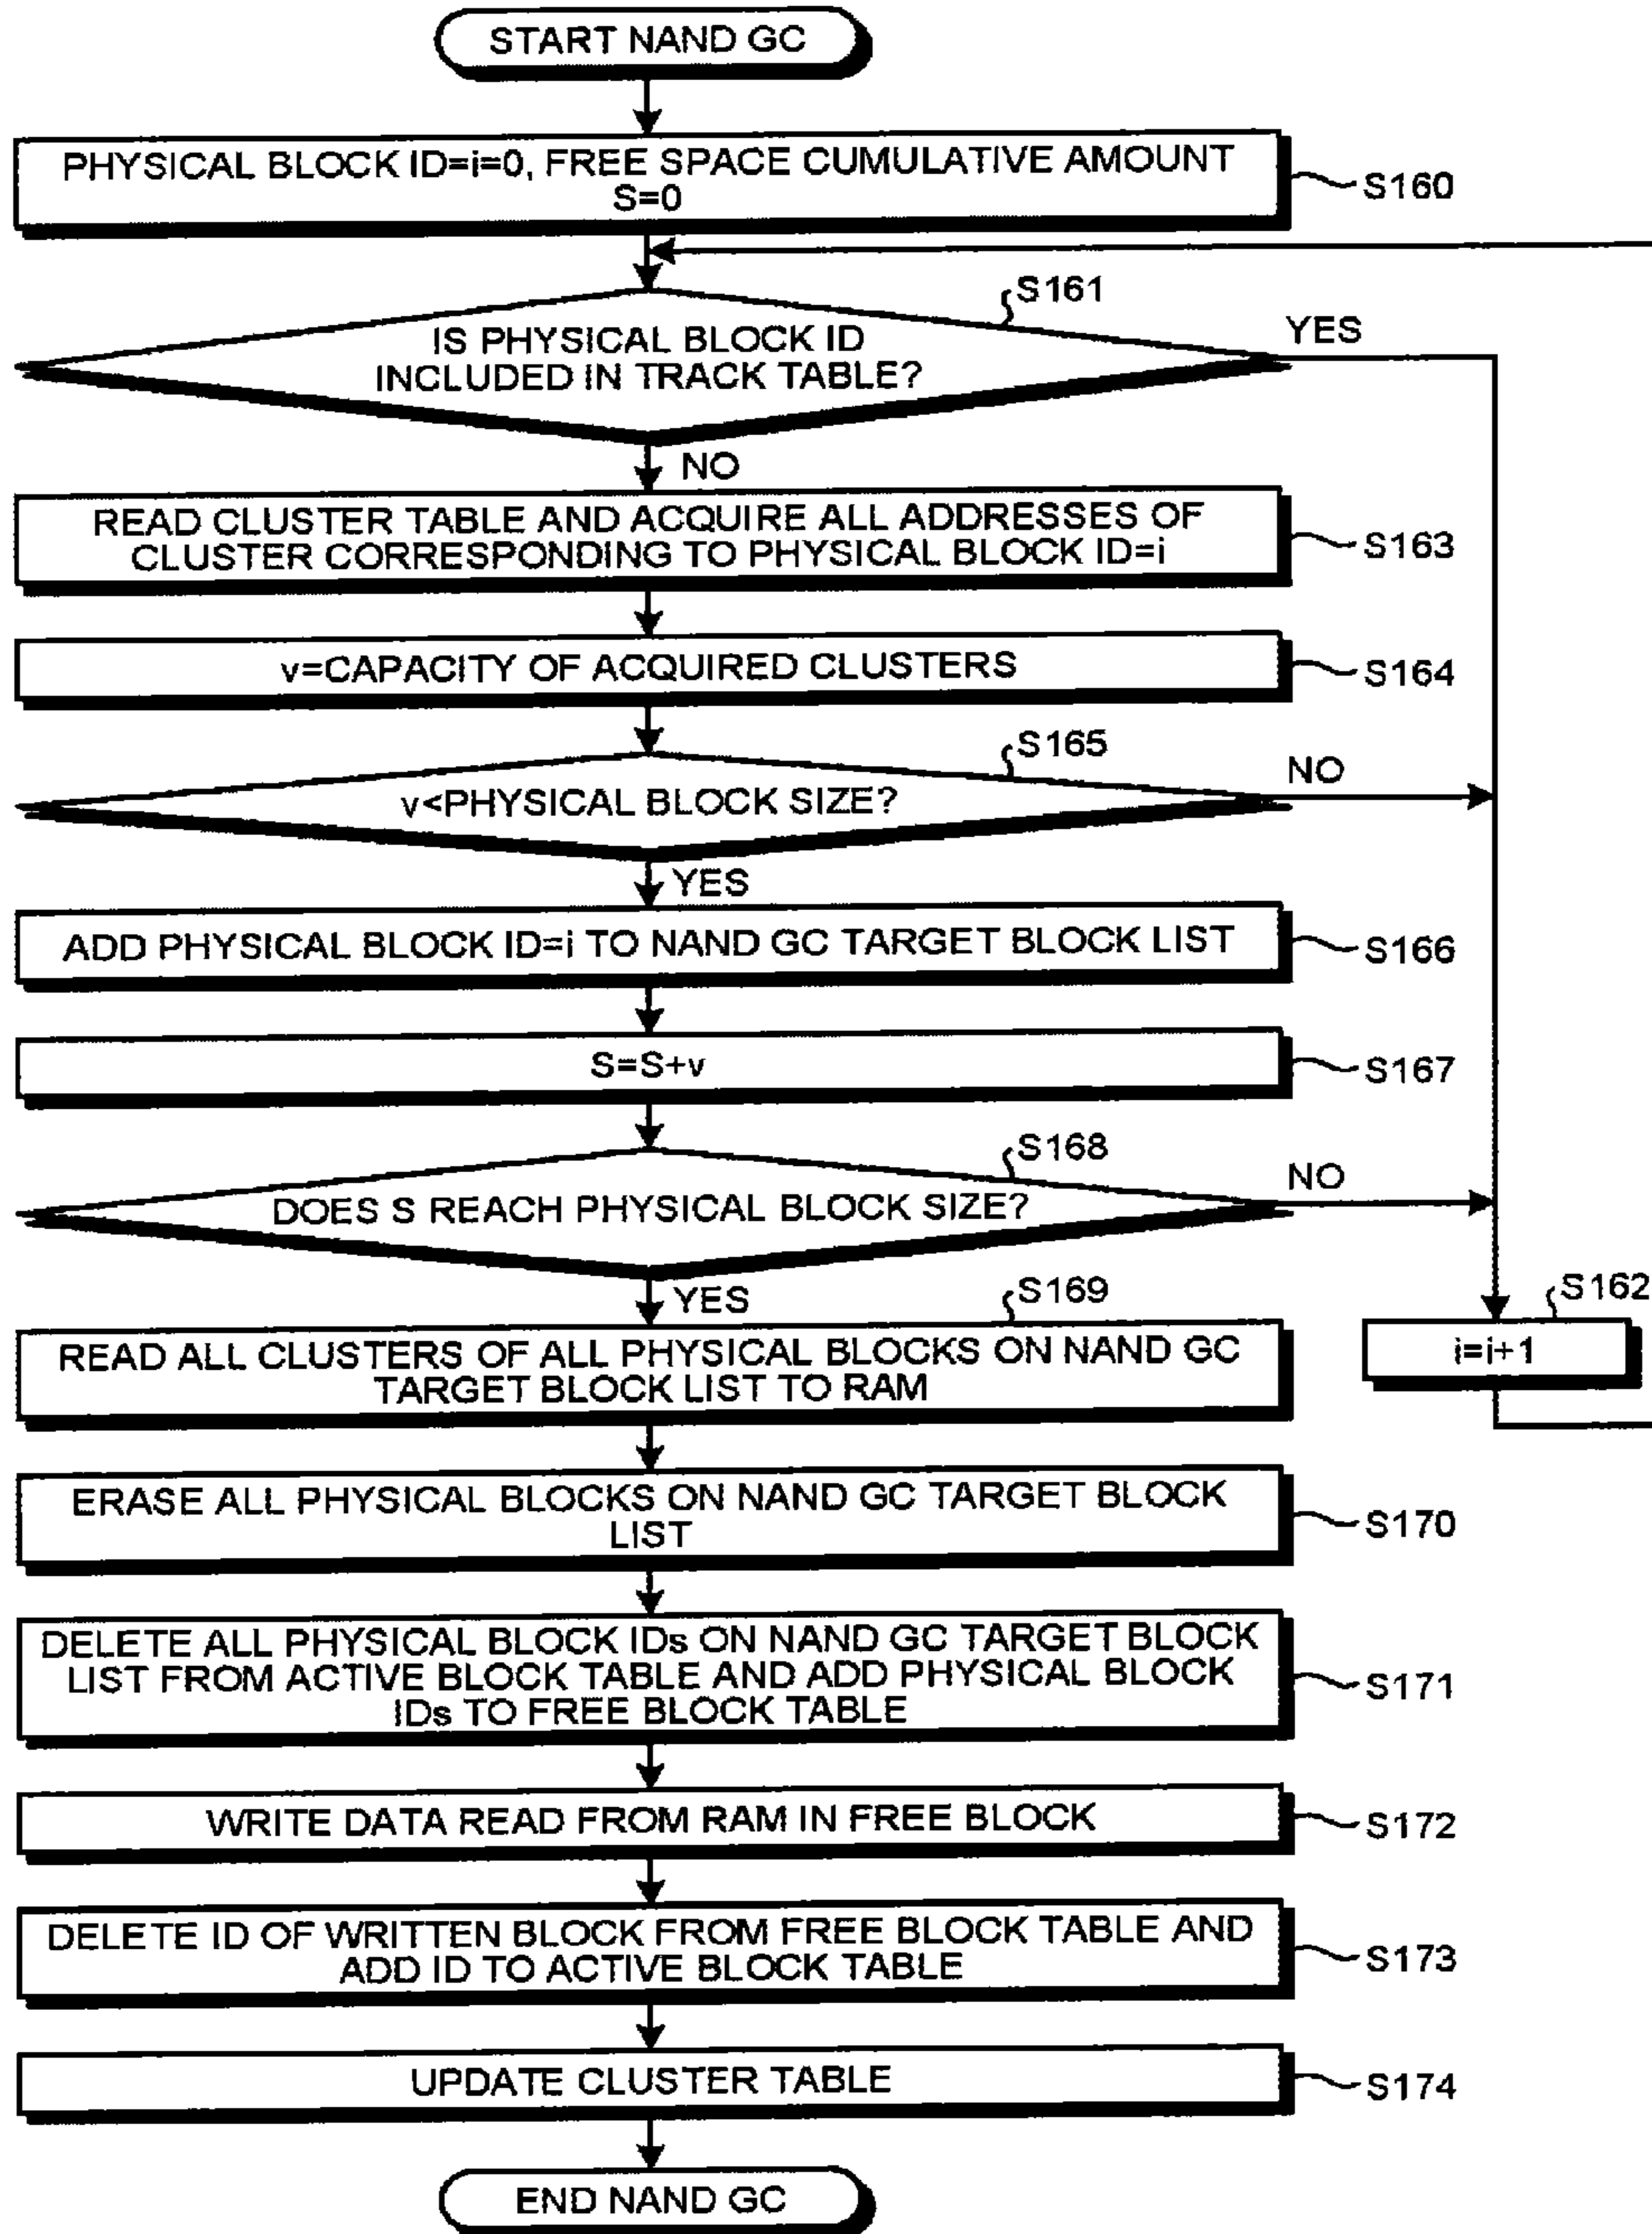 START NAND GC
PHYSICAL BLOCK ID=i=0, FREE SPACE CUMULATIVE AMOUNT
S=0
S160
S161
IS PHYSICAL BLOCK ID
INCLUDED IN TRACK TABLE?
YES
NO
READ CLUSTER TABLE AND ACQUIRE ALL ADDRESSES OF
CLUSTER CORRESPONDING TO PHYSICAL BLOCK ID=i
S163
v=CAPACITY OF ACQUIRED CLUSTERS
S164
S165
v<PHYSICAL BLOCK SIZE?
NO
YES
ADD PHYSICAL BLOCK ID=i TO NAND GC TARGET BLOCK LIST
S166
S=S+v
S167
S168
DOES S REACH PHYSICAL BLOCK SIZE?
NO
YES
S169
READ ALL CLUSTERS OF ALL PHYSICAL BLOCKS ON NAND GC
TARGET BLOCK LIST TO RAM
S162
i=i+1
ERASE ALL PHYSICAL BLOCKS ON NAND GC TARGET BLOCK
LIST
S170
DELETE ALL PHYSICAL BLOCK IDs ON NAND GC TARGET BLOCK
LIST FROM ACTIVE BLOCK TABLE AND ADD PHYSICAL BLOCK
IDs TO FREE BLOCK TABLE
S171
WRITE DATA READ FROM RAM IN FREE BLOCK
S172
DELETE ID OF WRITTEN BLOCK FROM FREE BLOCK TABLE AND
ADD ID TO ACTIVE BLOCK TABLE
S173
UPDATE CLUSTER TABLE
S174
END NAND GC